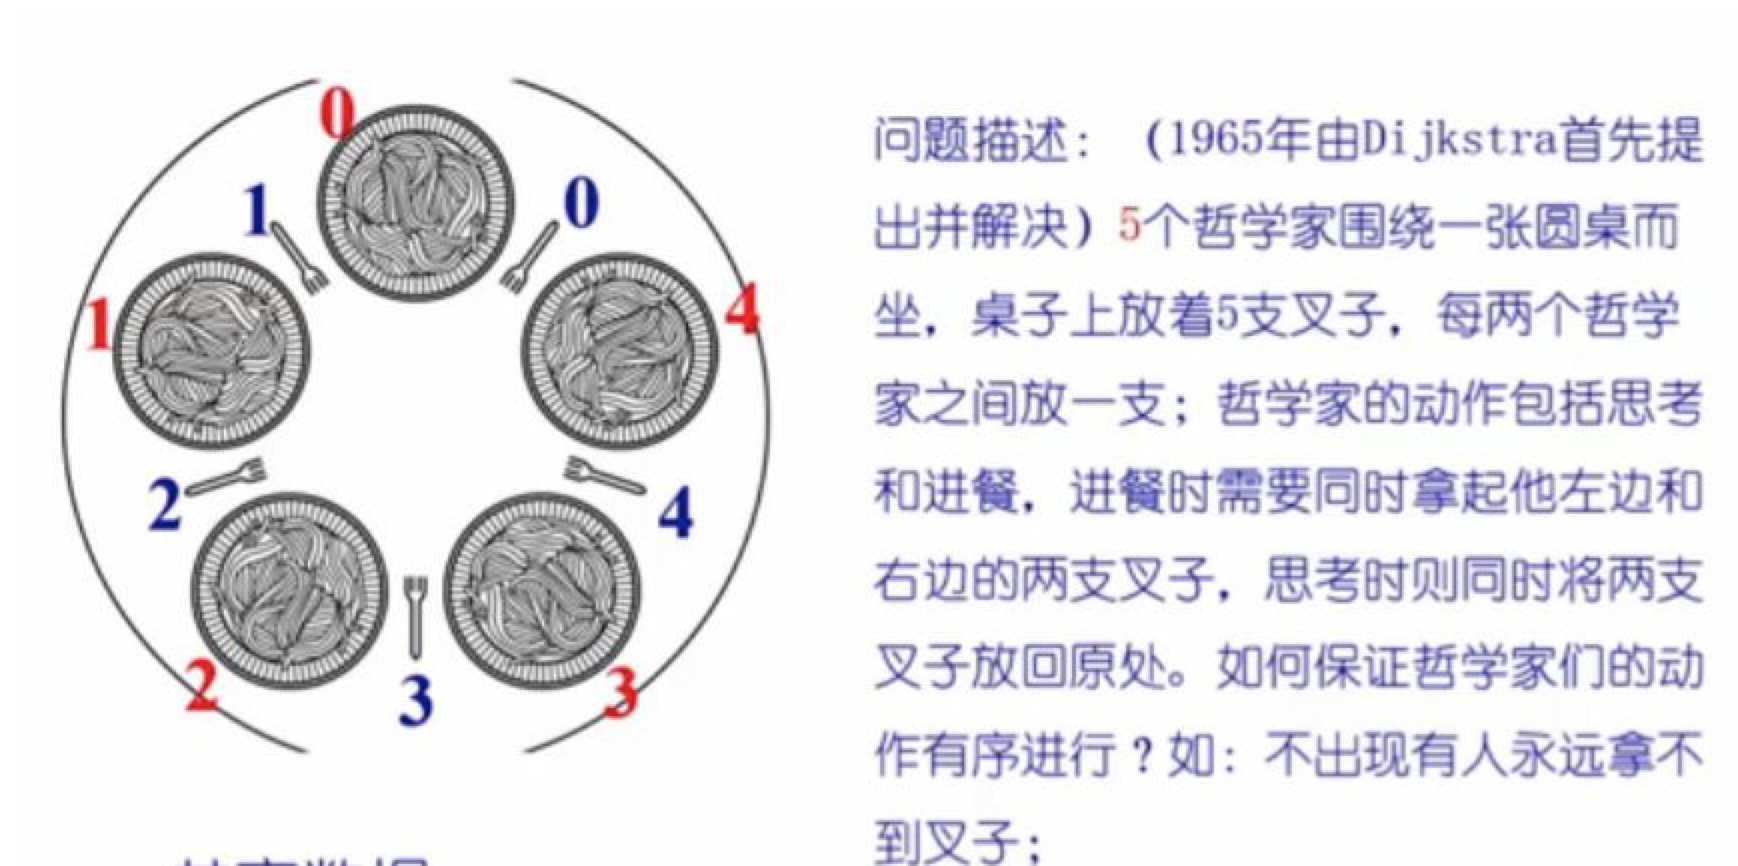 0
1
0
1
4
2
4
2
3
3
问题描述：（1965年由Dijkstra首先提
出并解决）5个哲学家围绕一张圆桌而
坐，桌子上放着5支叉子，每两个哲学
家之间放一支；哲学家的动作包括思考
和进餐，进餐时需要同时拿起他左边和
右边的两支叉子，思考时则同时将两支
叉子放回原处。如何保证哲学家们的动
作有序进行？如：不出现有人永远拿不
到叉子；